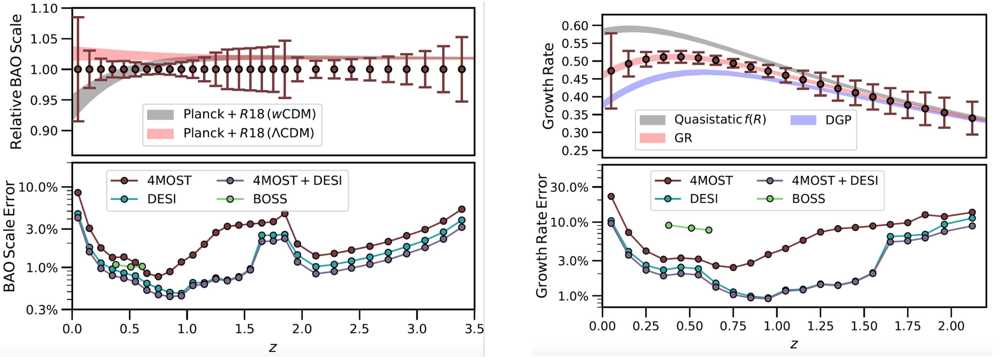 Relative BAO Scale
1.10
1.05
1.00
0.95
0.90
Planck + R18 (wCDM)
Planck + R18 (ΛCDM)
BAO Scale Error
10.0%
3.0%
1.0%
0.3%
4MOST
DESI
4MOST + DESI
BOSS
0.0 0.5 1.0 1.5 2.0 2.5 3.0 3.5
z
Growth Rate
0.60
0.55
0.50
0.45
0.40
0.35
0.30
0.25
Quasistatic f(R)
GR
DGP
Growth Rate Error
30.0%
10.0%
3.0%
1.0%
4MOST
DESI
4MOST + DESI
BOSS
0.00 0.25 0.50 0.75 1.00 1.25 1.50 1.75 2.00
z